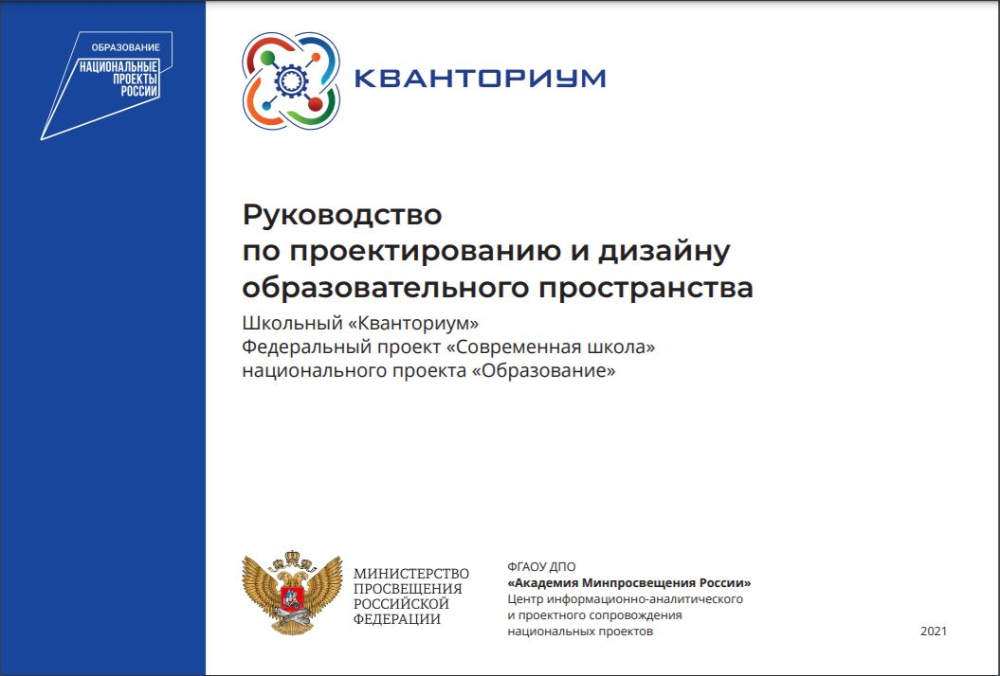 ОБРАЗОВАНИЕ
НАЦИОНАЛЬНЫЕ
ПРОЕКТЫ
РОССИИ
КВАНТОРИУМ
Руководство
по проектированию и дизайну
образовательного пространства
Школьный «Кванториум»
Федеральный проект «Современная школа»
национального проекта «Образование»
МИНИСТЕРСТВО
ПРОСВЕЩЕНИЯ
РОССИЙСКОЙ
ФЕДЕРАЦИИ
ФГАОУ ДПО
«Академия Минпросвещения России»
Центр информационно-аналитического
и проектного сопровождения
национальных проектов
2021